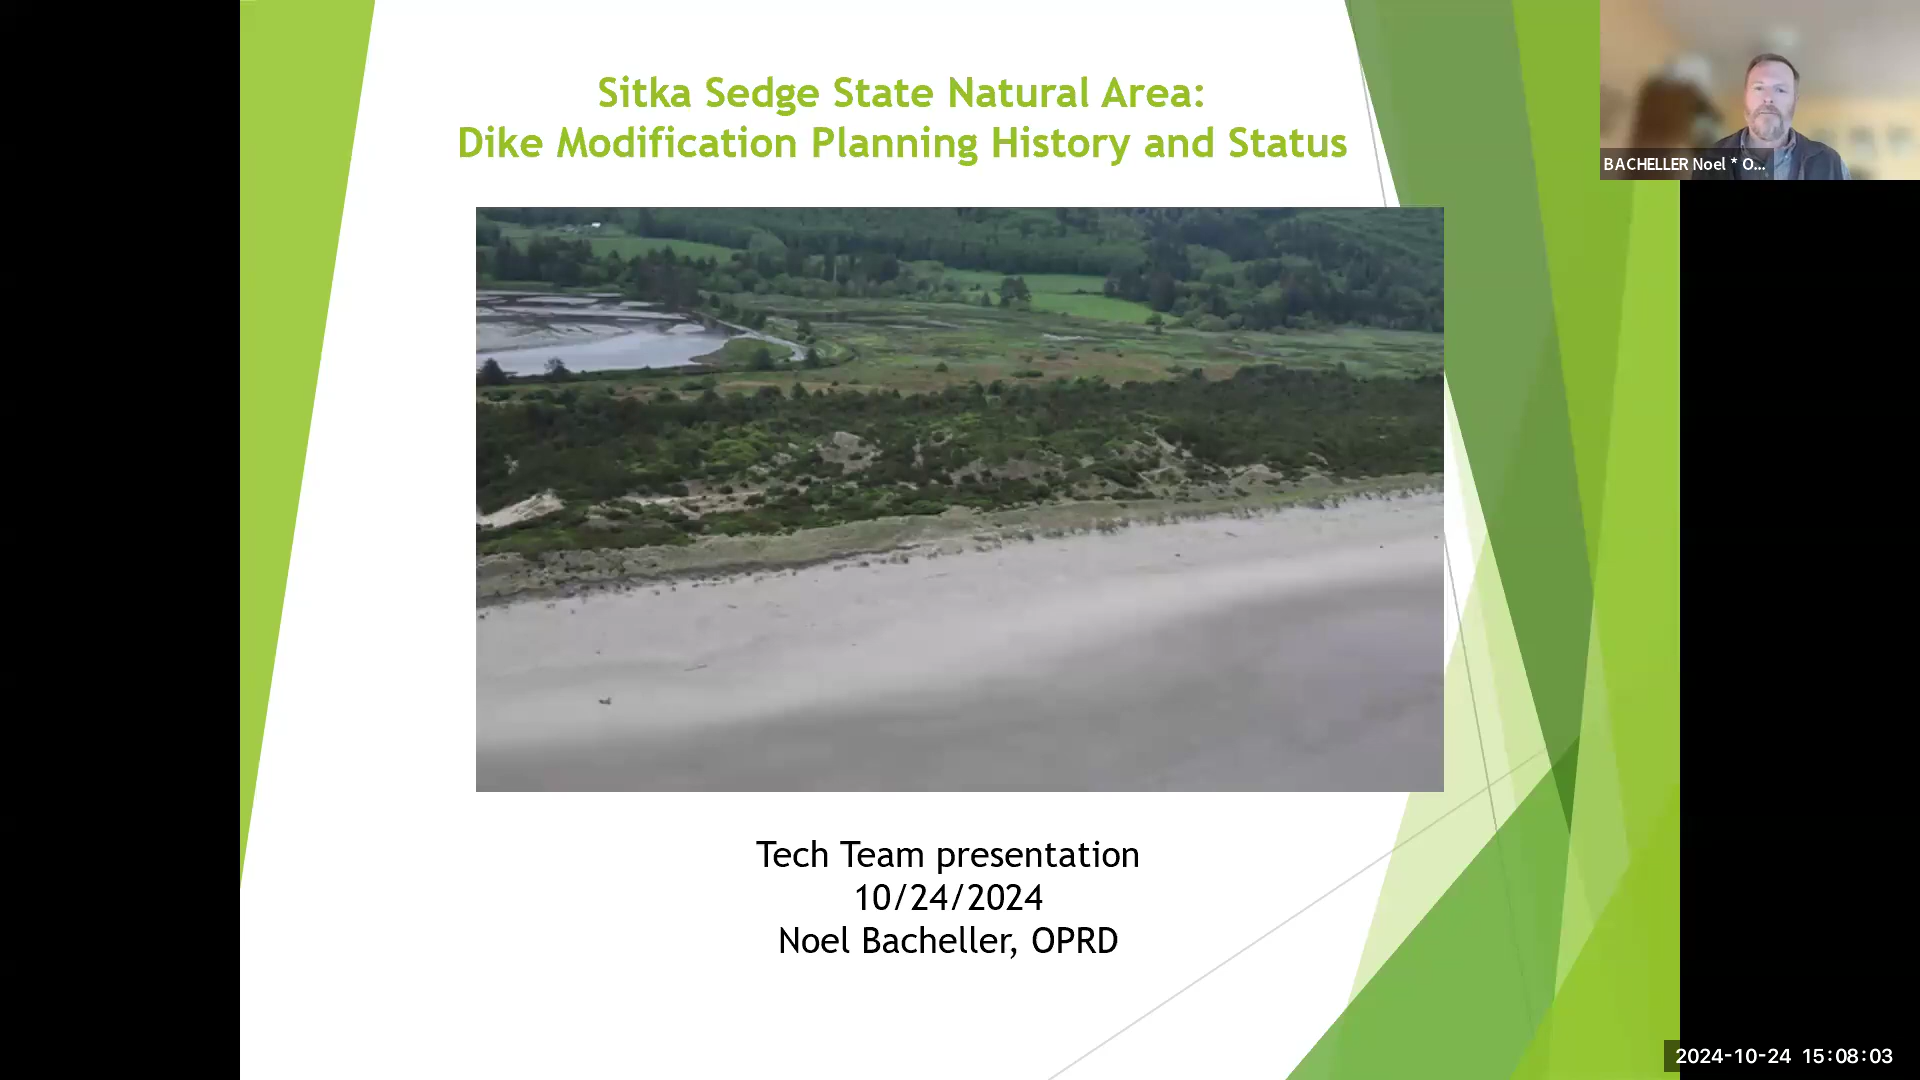 Sitka Sedge State Natural Area:
Dike Modification Planning History and Status
BACHELLER Noel * O...
Tech Team presentation
10/24/2024
Noel Bacheller, OPRD
2024-10-24 15:08:03